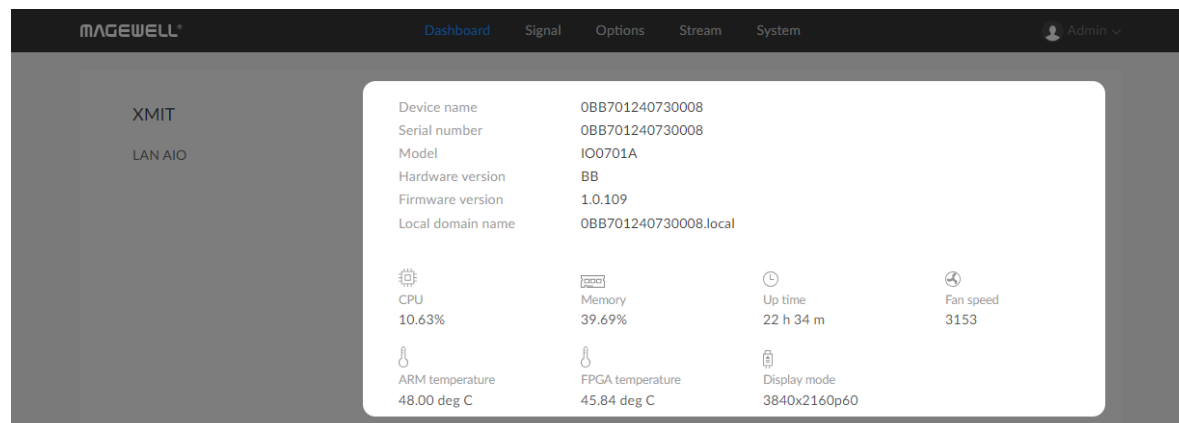 MAGEWELL®
Dashboard Signal Options Stream System Admin
XMIT
LAN AIO
Device name 0BB701240730008
Serial number 0BB701240730008
Model IO0701A
Hardware version BB
Firmware version 1.0.109
Local domain name 0BB701240730008.local
CPU Memory Up time Fan speed
10.63% 39.69% 22 h 34 m 3153
ARM temperature FPGA temperature Display mode
48.00 deg C 45.84 deg C 3840x2160p60